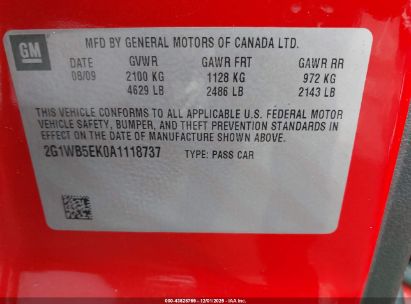 GM
MFD BY GENERAL MOTORS OF CANADA LTD.
DATE GVWR GAWR FRT GAWR RR
08/09 2100 KG 1128 KG 972 KG
4629 LB 2486 LB 2143 LB
THIS VEHICLE CONFORMS TO ALL APPLICABLE U.S. FEDERAL MOTOR
VEHICLE SAFETY, BUMPER, AND THEFT PREVENTION STANDARDS IN
EFFECT ON THE DATE OF MANUFACTURE SHOWN ABOVE.
2G1WB5EK0A1118737 TYPE: PASS CAR